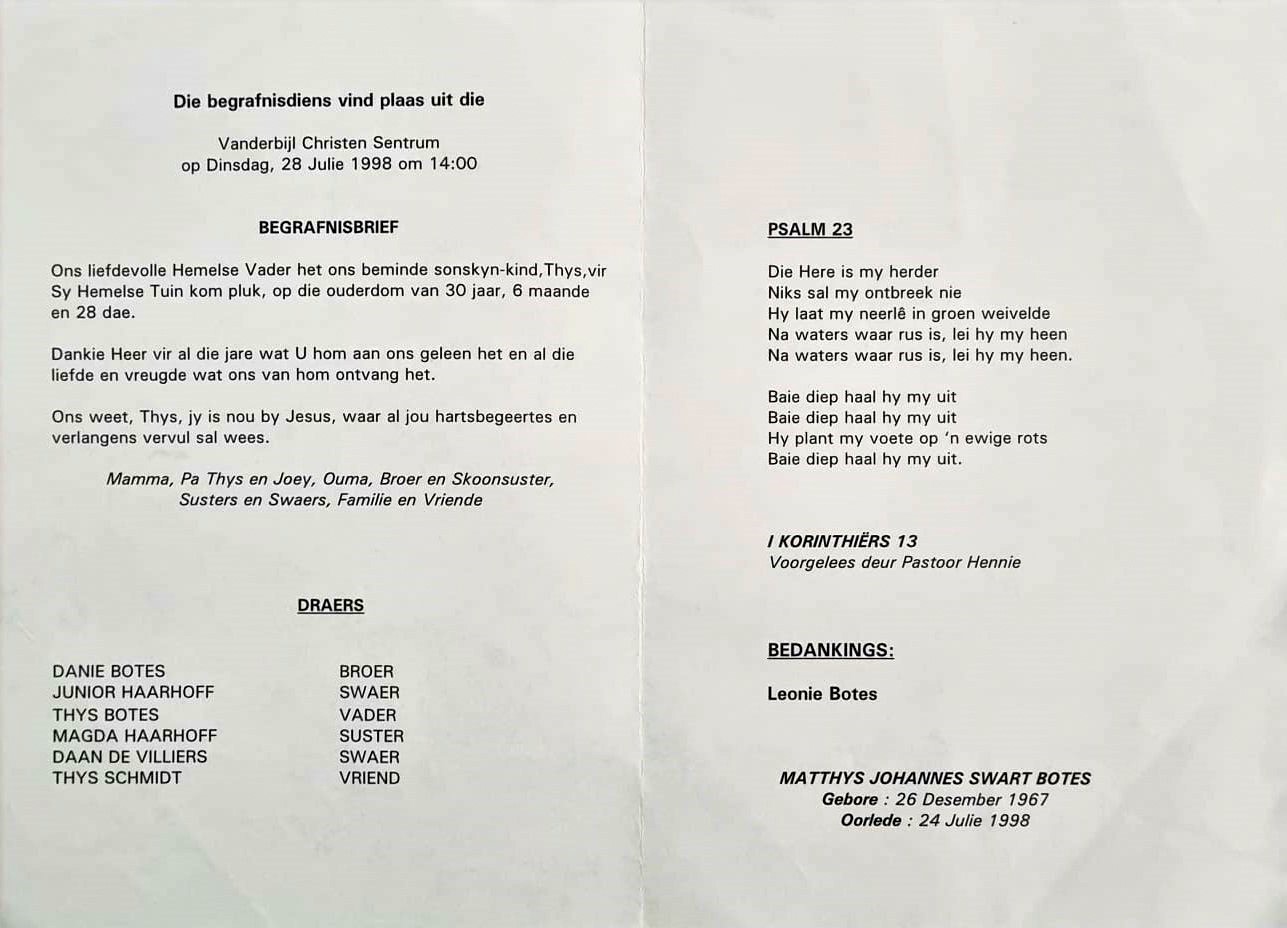 Die begrafnisdiens vind plaas uit die
Vanderbijl Christen Sentrum
op Dinsdag, 28 Julie 1998 om 14:00
BEGRAFNISBRIEF
Ons liefdevolle Hemelse Vader het ons beminde sonskyn-kind,Thys,vir
Sy Hemelse Tuin kom pluk, op die ouderdom van 30 jaar, 6 maande
en 28 dae.
Dankie Heer vir al die jare wat U hom aan ons geleen het en al die
liefde en vreugde wat ons van hom ontvang het.
Ons weet, Thys, jy is nou by Jesus, waar al jou hartsbegeertes en
verlangens vervul sal wees.
Mamma, Pa Thys en Joey, Ouma, Broer en Skoonsuster,
Susters en Swaers, Familie en Vriende
DRAERS
DANIE BOTES BROER
JUNIOR HAARHOFF SWAER
THYS BOTES VADER
MAGDA HAARHOFF SUSTER
DAAN DE VILLIERS SWAER
THYS SCHMIDT VRIEND
PSALM 23
Die Here is my herder
Niks sal my ontbreek nie
Hy laat my neerlê in groen weivelde
Na waters waar rus is, lei hy my heen
Na waters waar rus is, lei hy my heen.
Baie diep haal hy my uit
Baie diep haal hy my uit
Hy plant my voete op 'n ewige rots
Baie diep haal hy my uit.
I KORINTHIËRS 13
Voorgelees deur Pastoor Hennie
BEDANKINGS:
Leonie Botes
MATTHYS JOHANNES SWART BOTES
Gebore : 26 Desember 1967
Oorlede : 24 Julie 1998